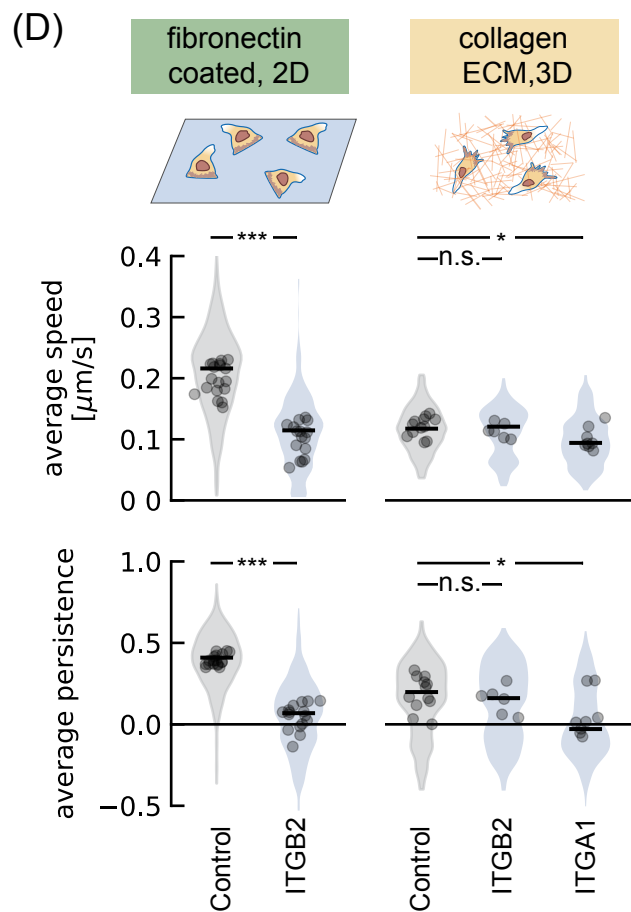 (D)
fibronectin
coated, 2D
collagen
ECM,3D
***
*
n.s.
average speed
[μm/s]
0.4
0.3
0.2
0.1
0 0
***
*
n.s.
average persistence
1.0
0.5
0.0
−0.5
Control
ITGB2
Control
ITGB2
ITGA1